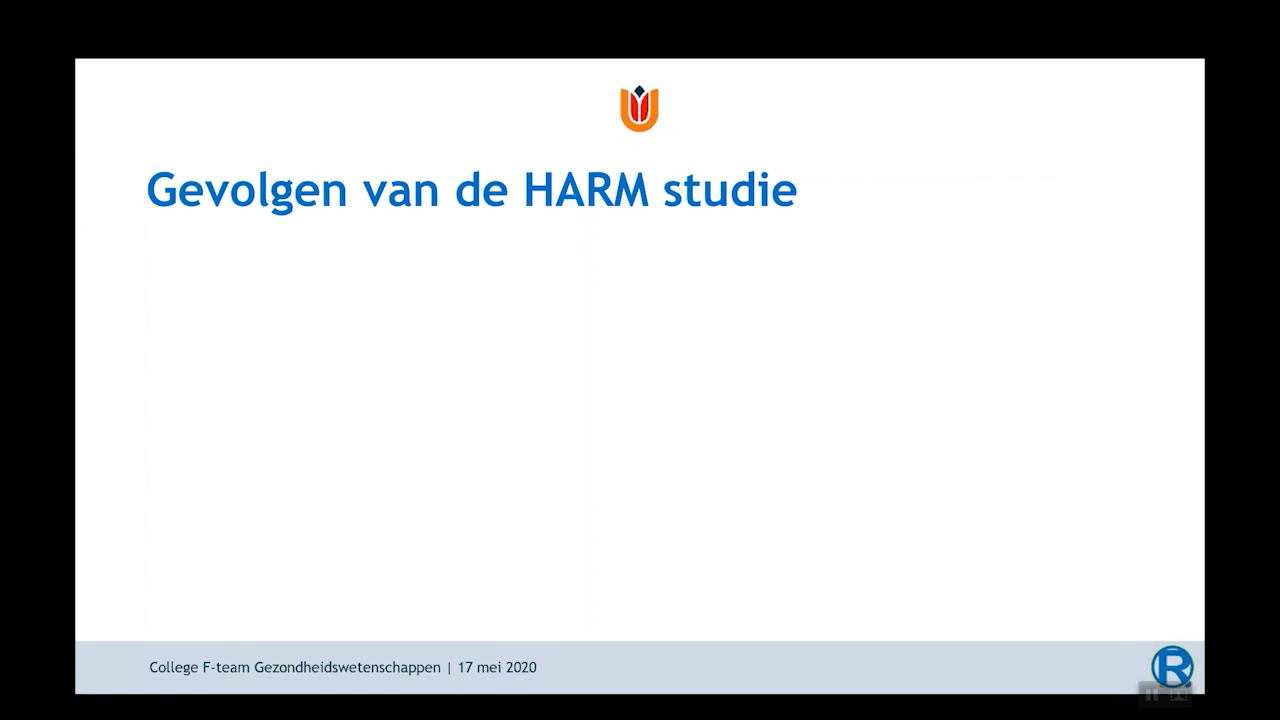 Gevolgen van de HARM studie
College F-team Gezondheidswetenschappen | 17 mei 2020
R